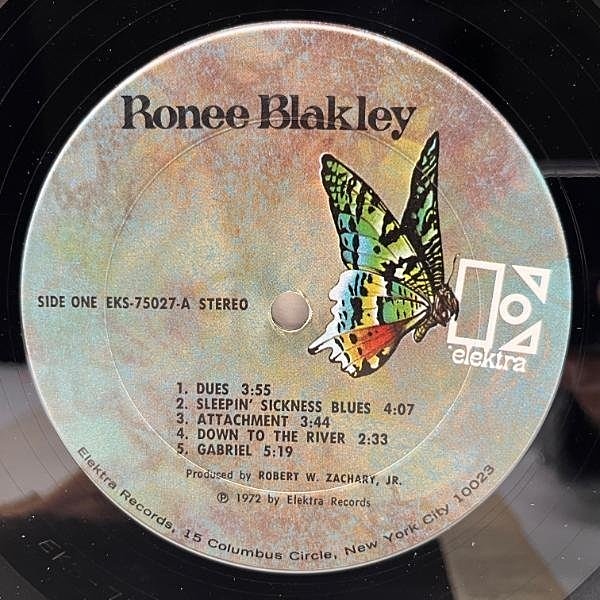 Ronee Blakley
SIDE ONE EKS-75027-A STEREO
elektra
1. DUES 3:55
2. SLEEPIN' SICKNESS BLUES 4:07
3. ATTACHMENT 3:44
4. DOWN TO THE RIVER 2:33
5. GABRIEL 5:19
Produced by ROBERT W. ZACHARY, JR.
Ⓟ 1972 by Elektra Records
Elektra Records, 15 Columbus Circle, New York City 10023